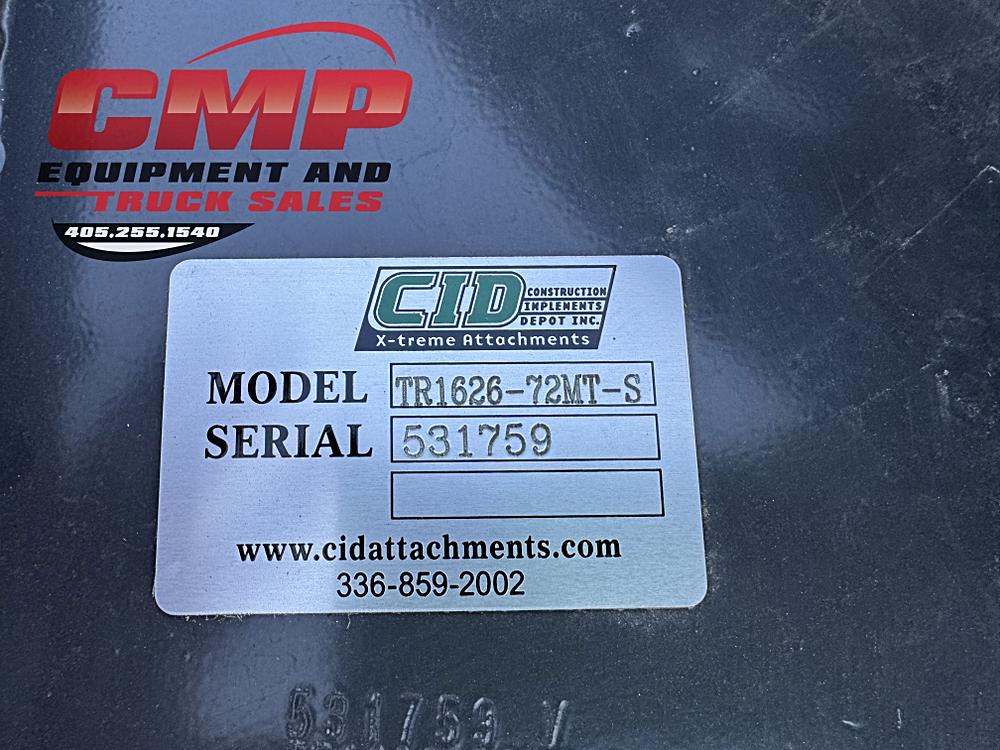 CMP
EQUIPMENT AND
TRUCK SALES
405.255.1540
CID
CONSTRUCTION
IMPLEMENTS
DEPOT INC.
X-treme Attachments
MODEL TR1626-72MT-S
SERIAL 531759
www.cidattachments.com
336-859-2002
531759 Y